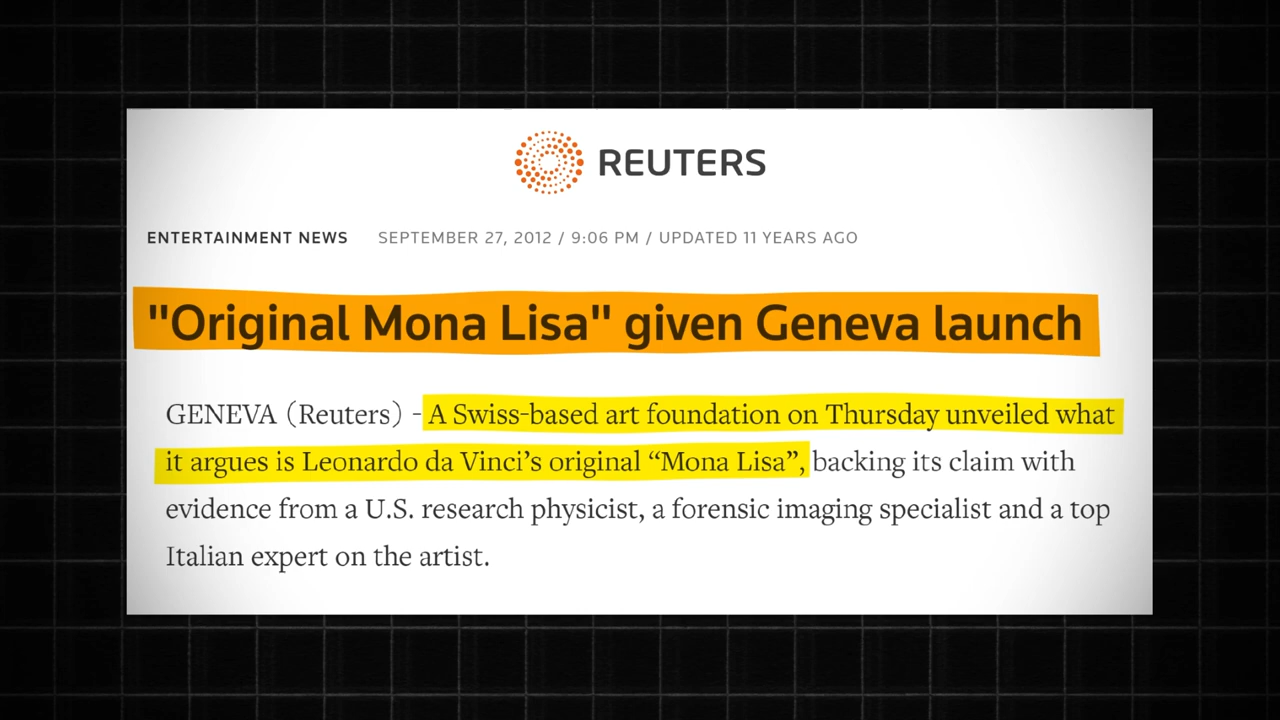 REUTERS
ENTERTAINMENT NEWS SEPTEMBER 27, 2012 / 9:06 PM / UPDATED 11 YEARS AGO
"Original Mona Lisa" given Geneva launch
GENEVA (Reuters) - A Swiss-based art foundation on Thursday unveiled what
it argues is Leonardo da Vinci’s original “Mona Lisa”, backing its claim with
evidence from a U.S. research physicist, a forensic imaging specialist and a top
Italian expert on the artist.